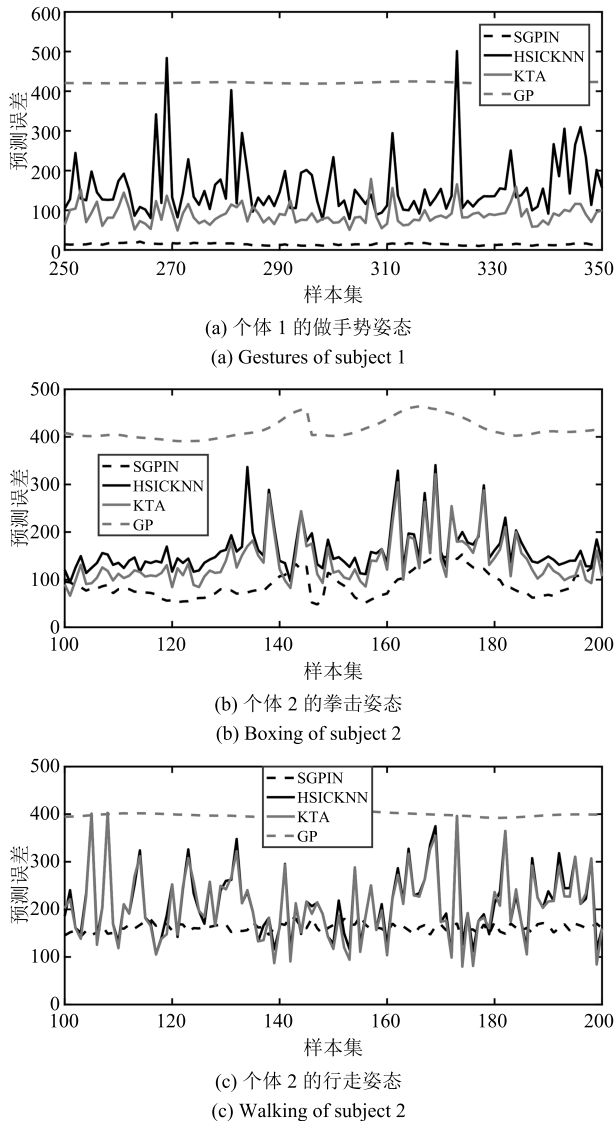 600
500
400
300
200
100
0
预测误差
SGPIN
HSICKNN
KTA
GP
250 270 290 310 330 350
样本集
(a) 个体 1 的做手势姿态
(a) Gestures of subject 1
500
400
300
200
100
0
预测误差
SGPIN
HSICKNN
KTA
GP
100 120 140 160 180 200
样本集
(b) 个体 2 的拳击姿态
(b) Boxing of subject 2
500
400
300
200
100
0
预测误差
SGPIN
HSICKNN
KTA
GP
100 120 140 160 180 200
样本集
(c) 个体 2 的行走姿态
(c) Walking of subject 2